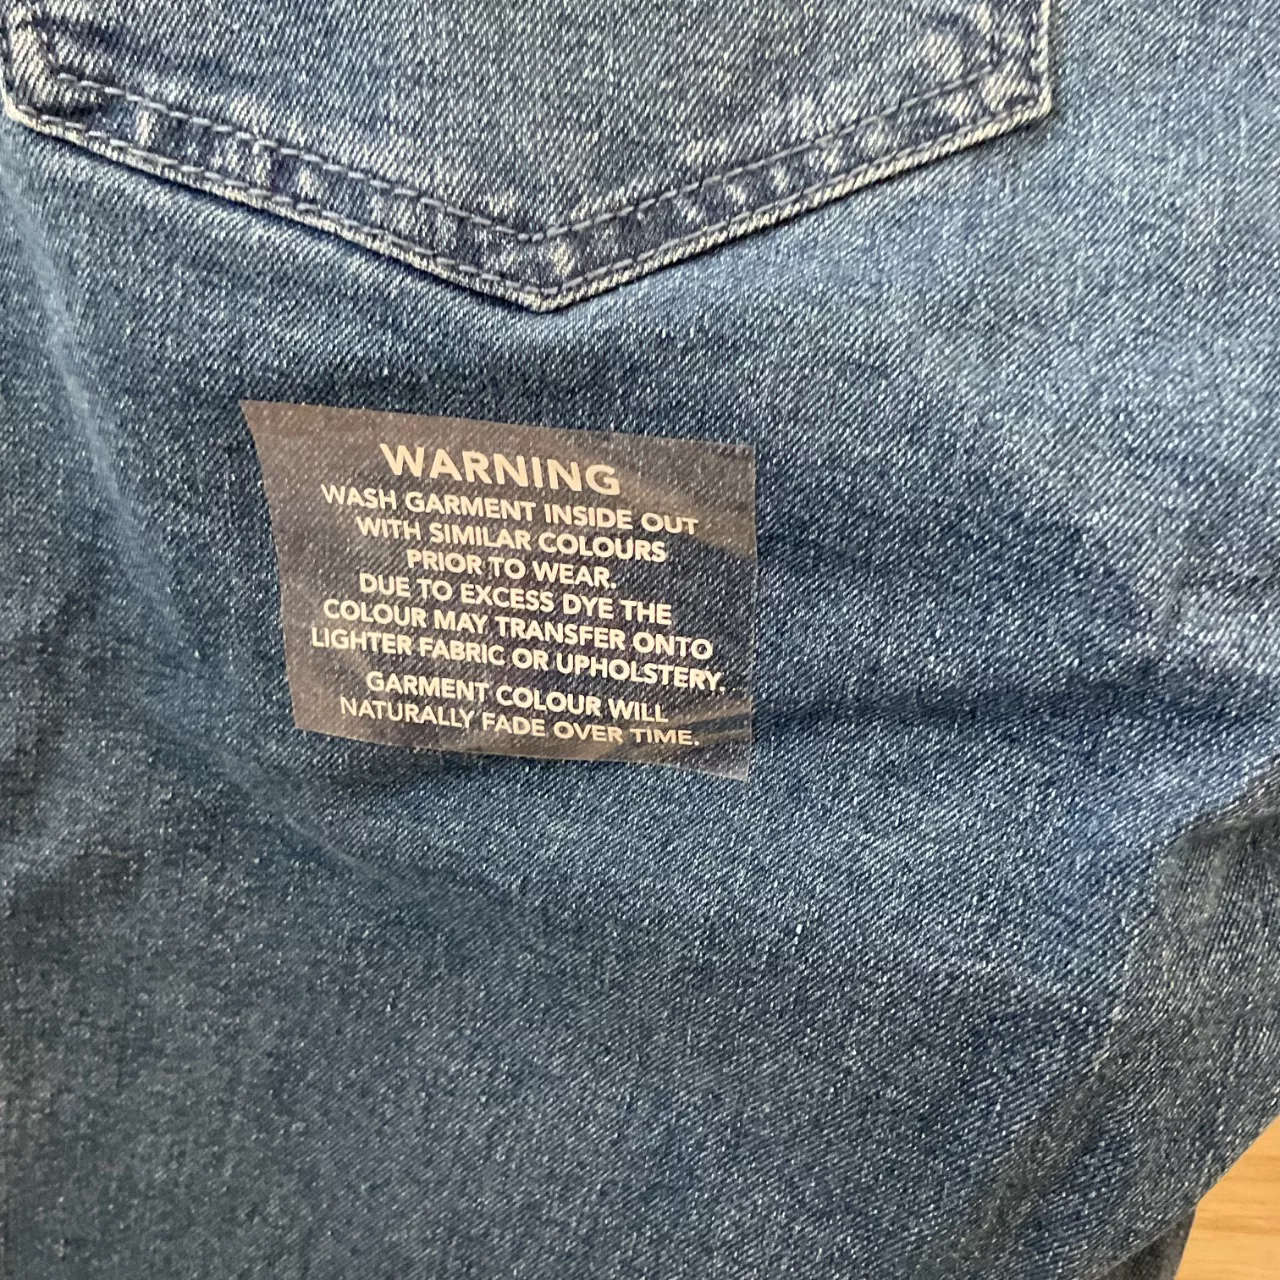 WARNING
WASH GARMENT INSIDE OUT
WITH SIMILAR COLOURS
PRIOR TO WEAR.
DUE TO EXCESS DYE THE
COLOUR MAY TRANSFER ONTO
LIGHTER FABRIC OR UPHOLSTERY.
GARMENT COLOUR WILL
NATURALLY FADE OVER TIME.